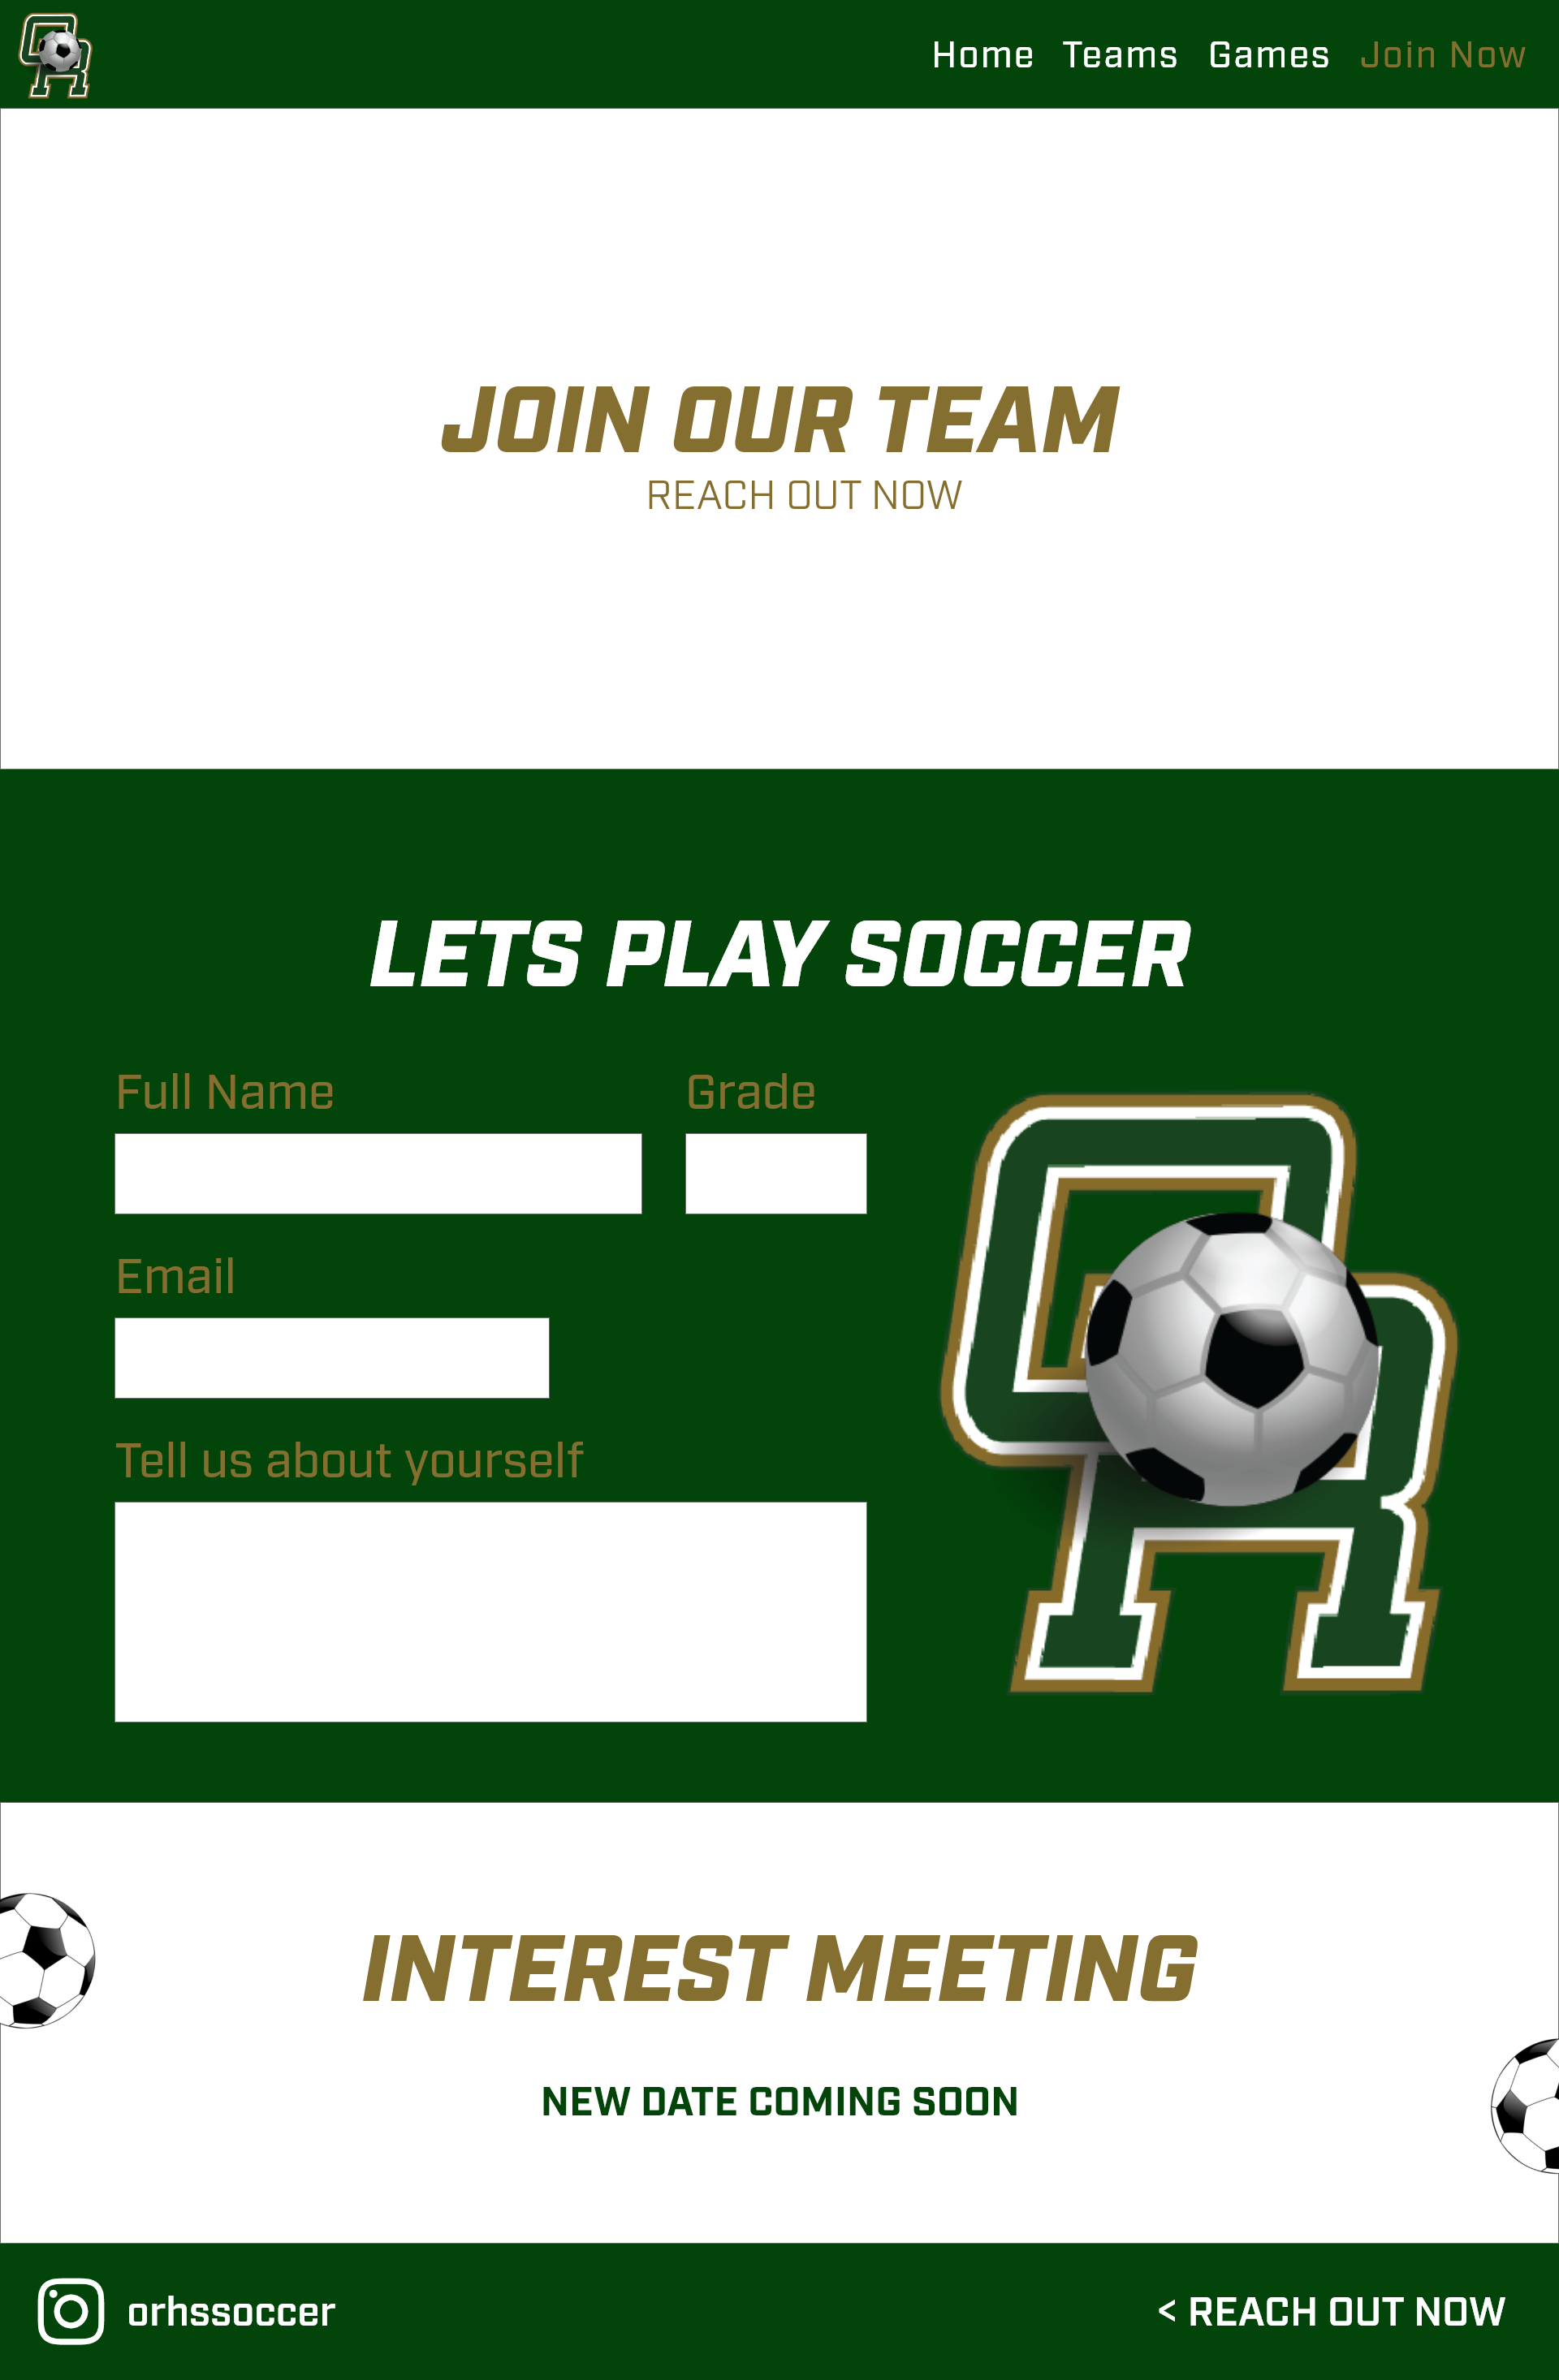 Home Teams Games Join Now
JOIN OUR TEAM
REACH OUT NOW
LETS PLAY SOCCER
Full Name Grade
Email
Tell us about yourself
INTEREST MEETING
NEW DATE COMING SOON
orhssoccer < REACH OUT NOW